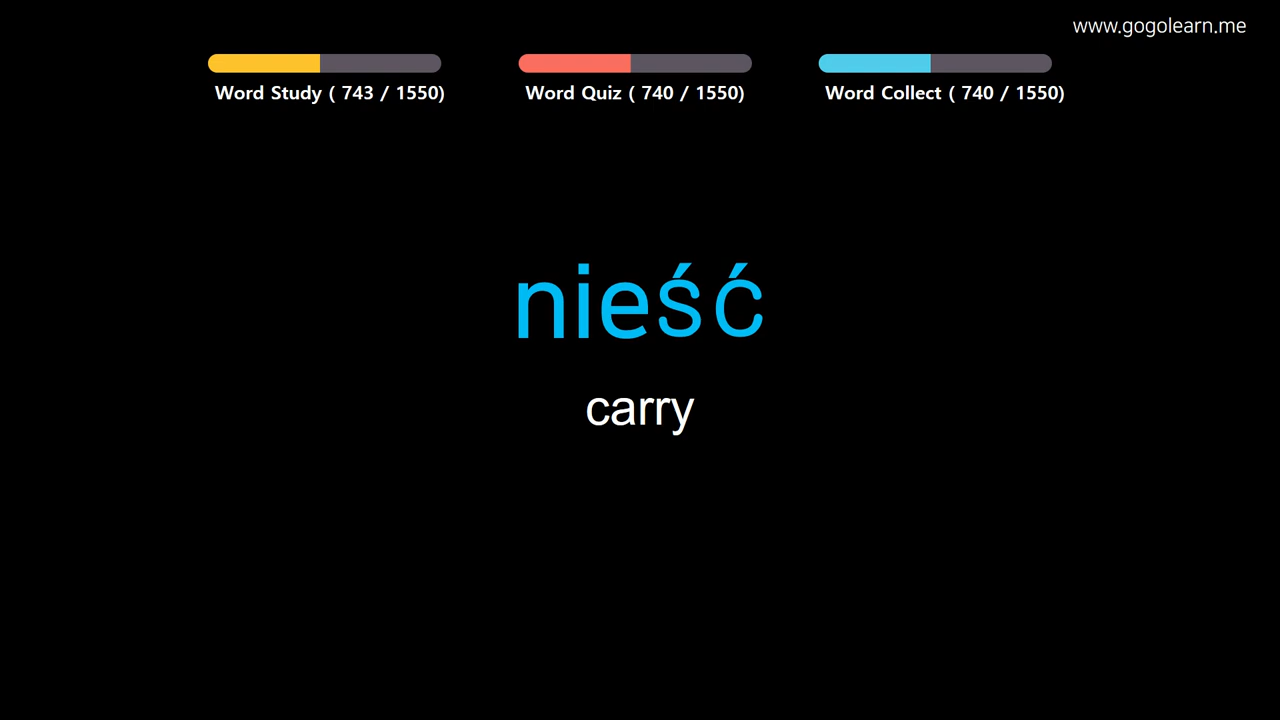 www.gogolearn.me
Word Study ( 743 / 1550)
Word Quiz ( 740 / 1550)
Word Collect ( 740 / 1550)
nieść
carry